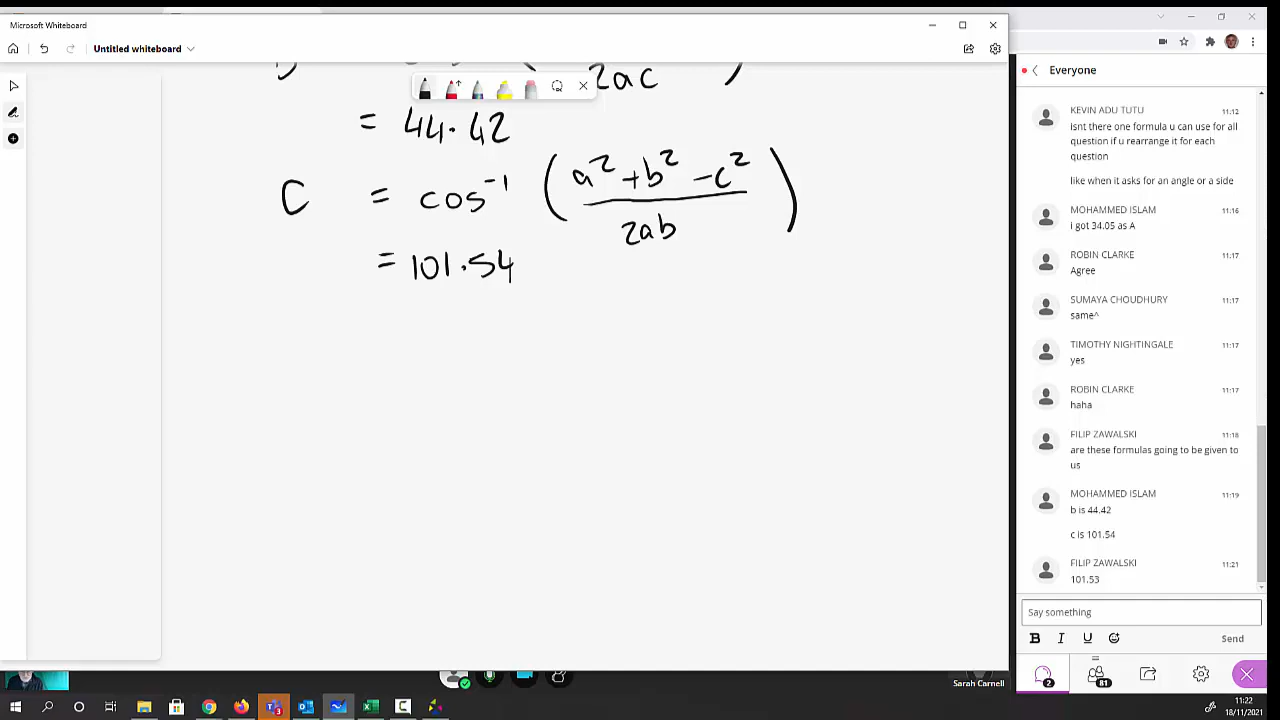 Microsoft Whiteboard
Untitled whiteboard
2ac
= 44.42
C = cos⁻¹ (a² + b² - c² / 2ab)
= 101.54
Everyone
KEVIN ADU TUTU 11:12
isnt there one formula u can use for all
question if u rearrange it for each
question
like when it asks for an angle or a side
MOHAMMED ISLAM 11:16
i got 34.05 as A
ROBIN CLARKE 11:17
Agree
SUMAYA CHOUDHURY 11:17
same^
TIMOTHY NIGHTINGALE 11:17
yes
ROBIN CLARKE 11:17
haha
FILIP ZAWALSKI 11:18
are these formulas going to be given to
us
MOHAMMED ISLAM 11:19
b is 44.42
c is 101.54
FILIP ZAWALSKI 11:21
101.53
Say something
B I U Send
2
81
Sarah Carnell
11:22
18/11/2021